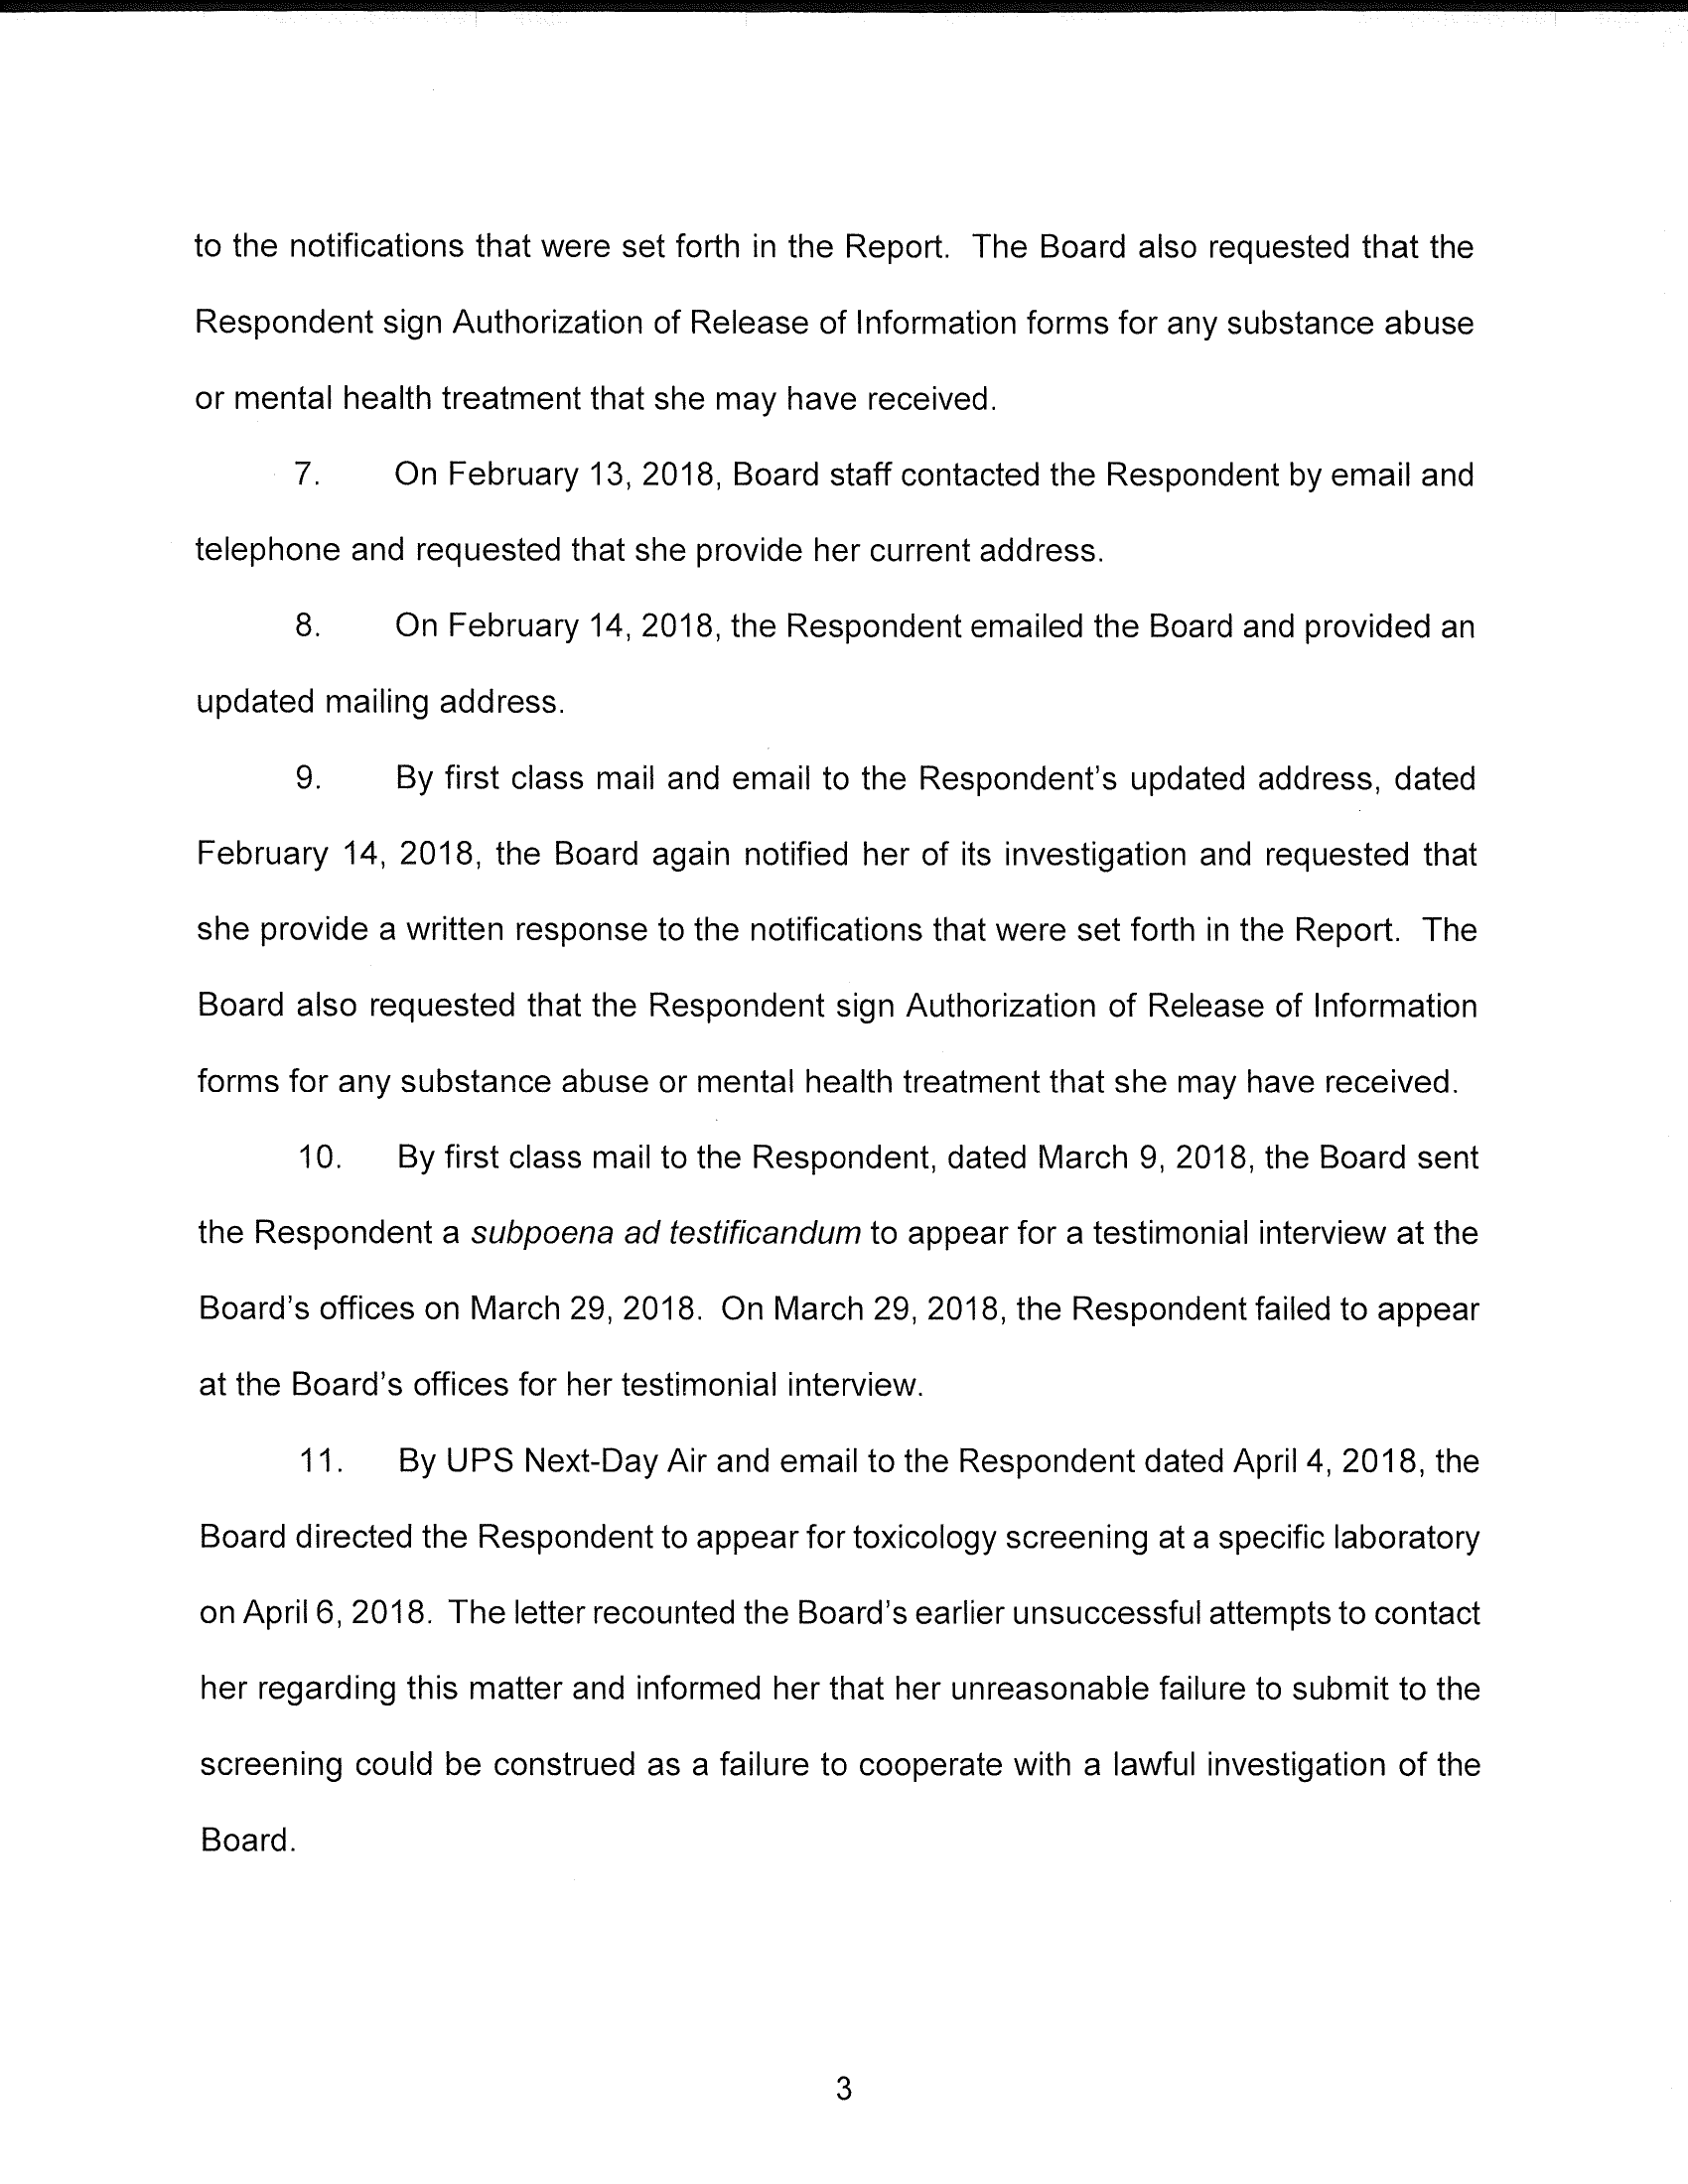 to the notifications that were set forth in the Report. The Board also requested that the
Respondent sign Authorization of Release of Information forms for any substance abuse
or mental health treatment that she may have received.
7. On February 13, 2018, Board staff contacted the Respondent by email and
telephone and requested that she provide her current address.
8. On February 14, 2018, the Respondent emailed the Board and provided an
updated mailing address.
9. By first class mail and email to the Respondent's updated address, dated
February 14, 2018, the Board again notified her of its investigation and requested that
she provide a written response to the notifications that were set forth in the Report. The
Board also requested that the Respondent sign Authorization of Release of Information
forms for any substance abuse or mental health treatment that she may have received.
10. By first class mail to the Respondent, dated March 9, 2018, the Board sent
the Respondent a subpoena ad testificandum to appear for a testimonial interview at the
Board's offices on March 29, 2018. On March 29, 2018, the Respondent failed to appear
at the Board's offices for her testimonial interview.
11. By UPS Next-Day Air and email to the Respondent dated April 4, 2018, the
Board directed the Respondent to appear for toxicology screening at a specific laboratory
on April 6, 2018. The letter recounted the Board's earlier unsuccessful attempts to contact
her regarding this matter and informed her that her unreasonable failure to submit to the
screening could be construed as a failure to cooperate with a lawful investigation of the
Board.
3